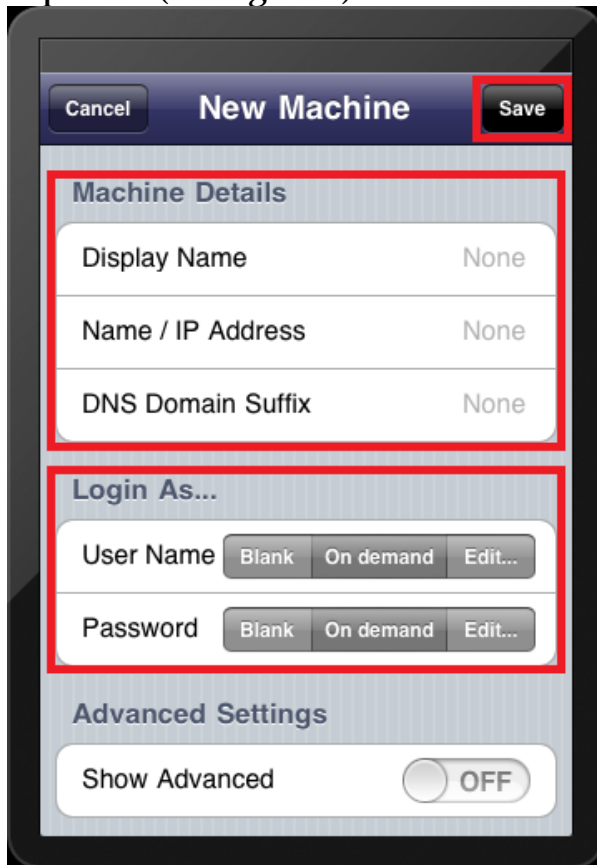 Cancel New Machine Save
Machine Details
Display Name None
Name / IP Address None
DNS Domain Suffix None
Login As...
User Name Blank On demand Edit...
Password Blank On demand Edit...
Advanced Settings
Show Advanced OFF